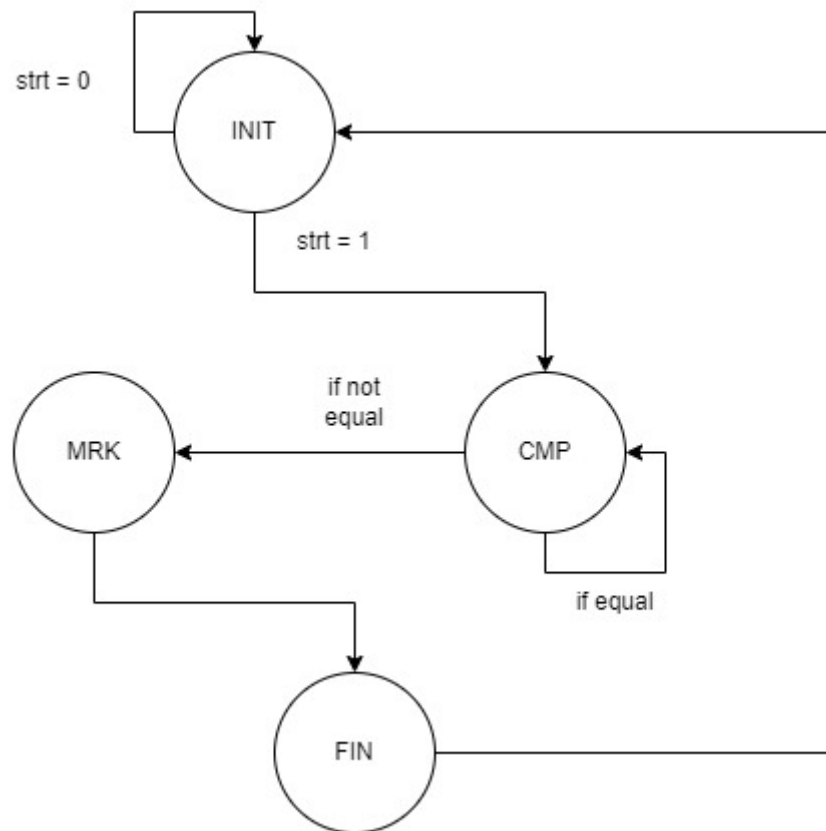 strt = 0
INIT
strt = 1
if not
equal
MRK
CMP
if equal
FIN